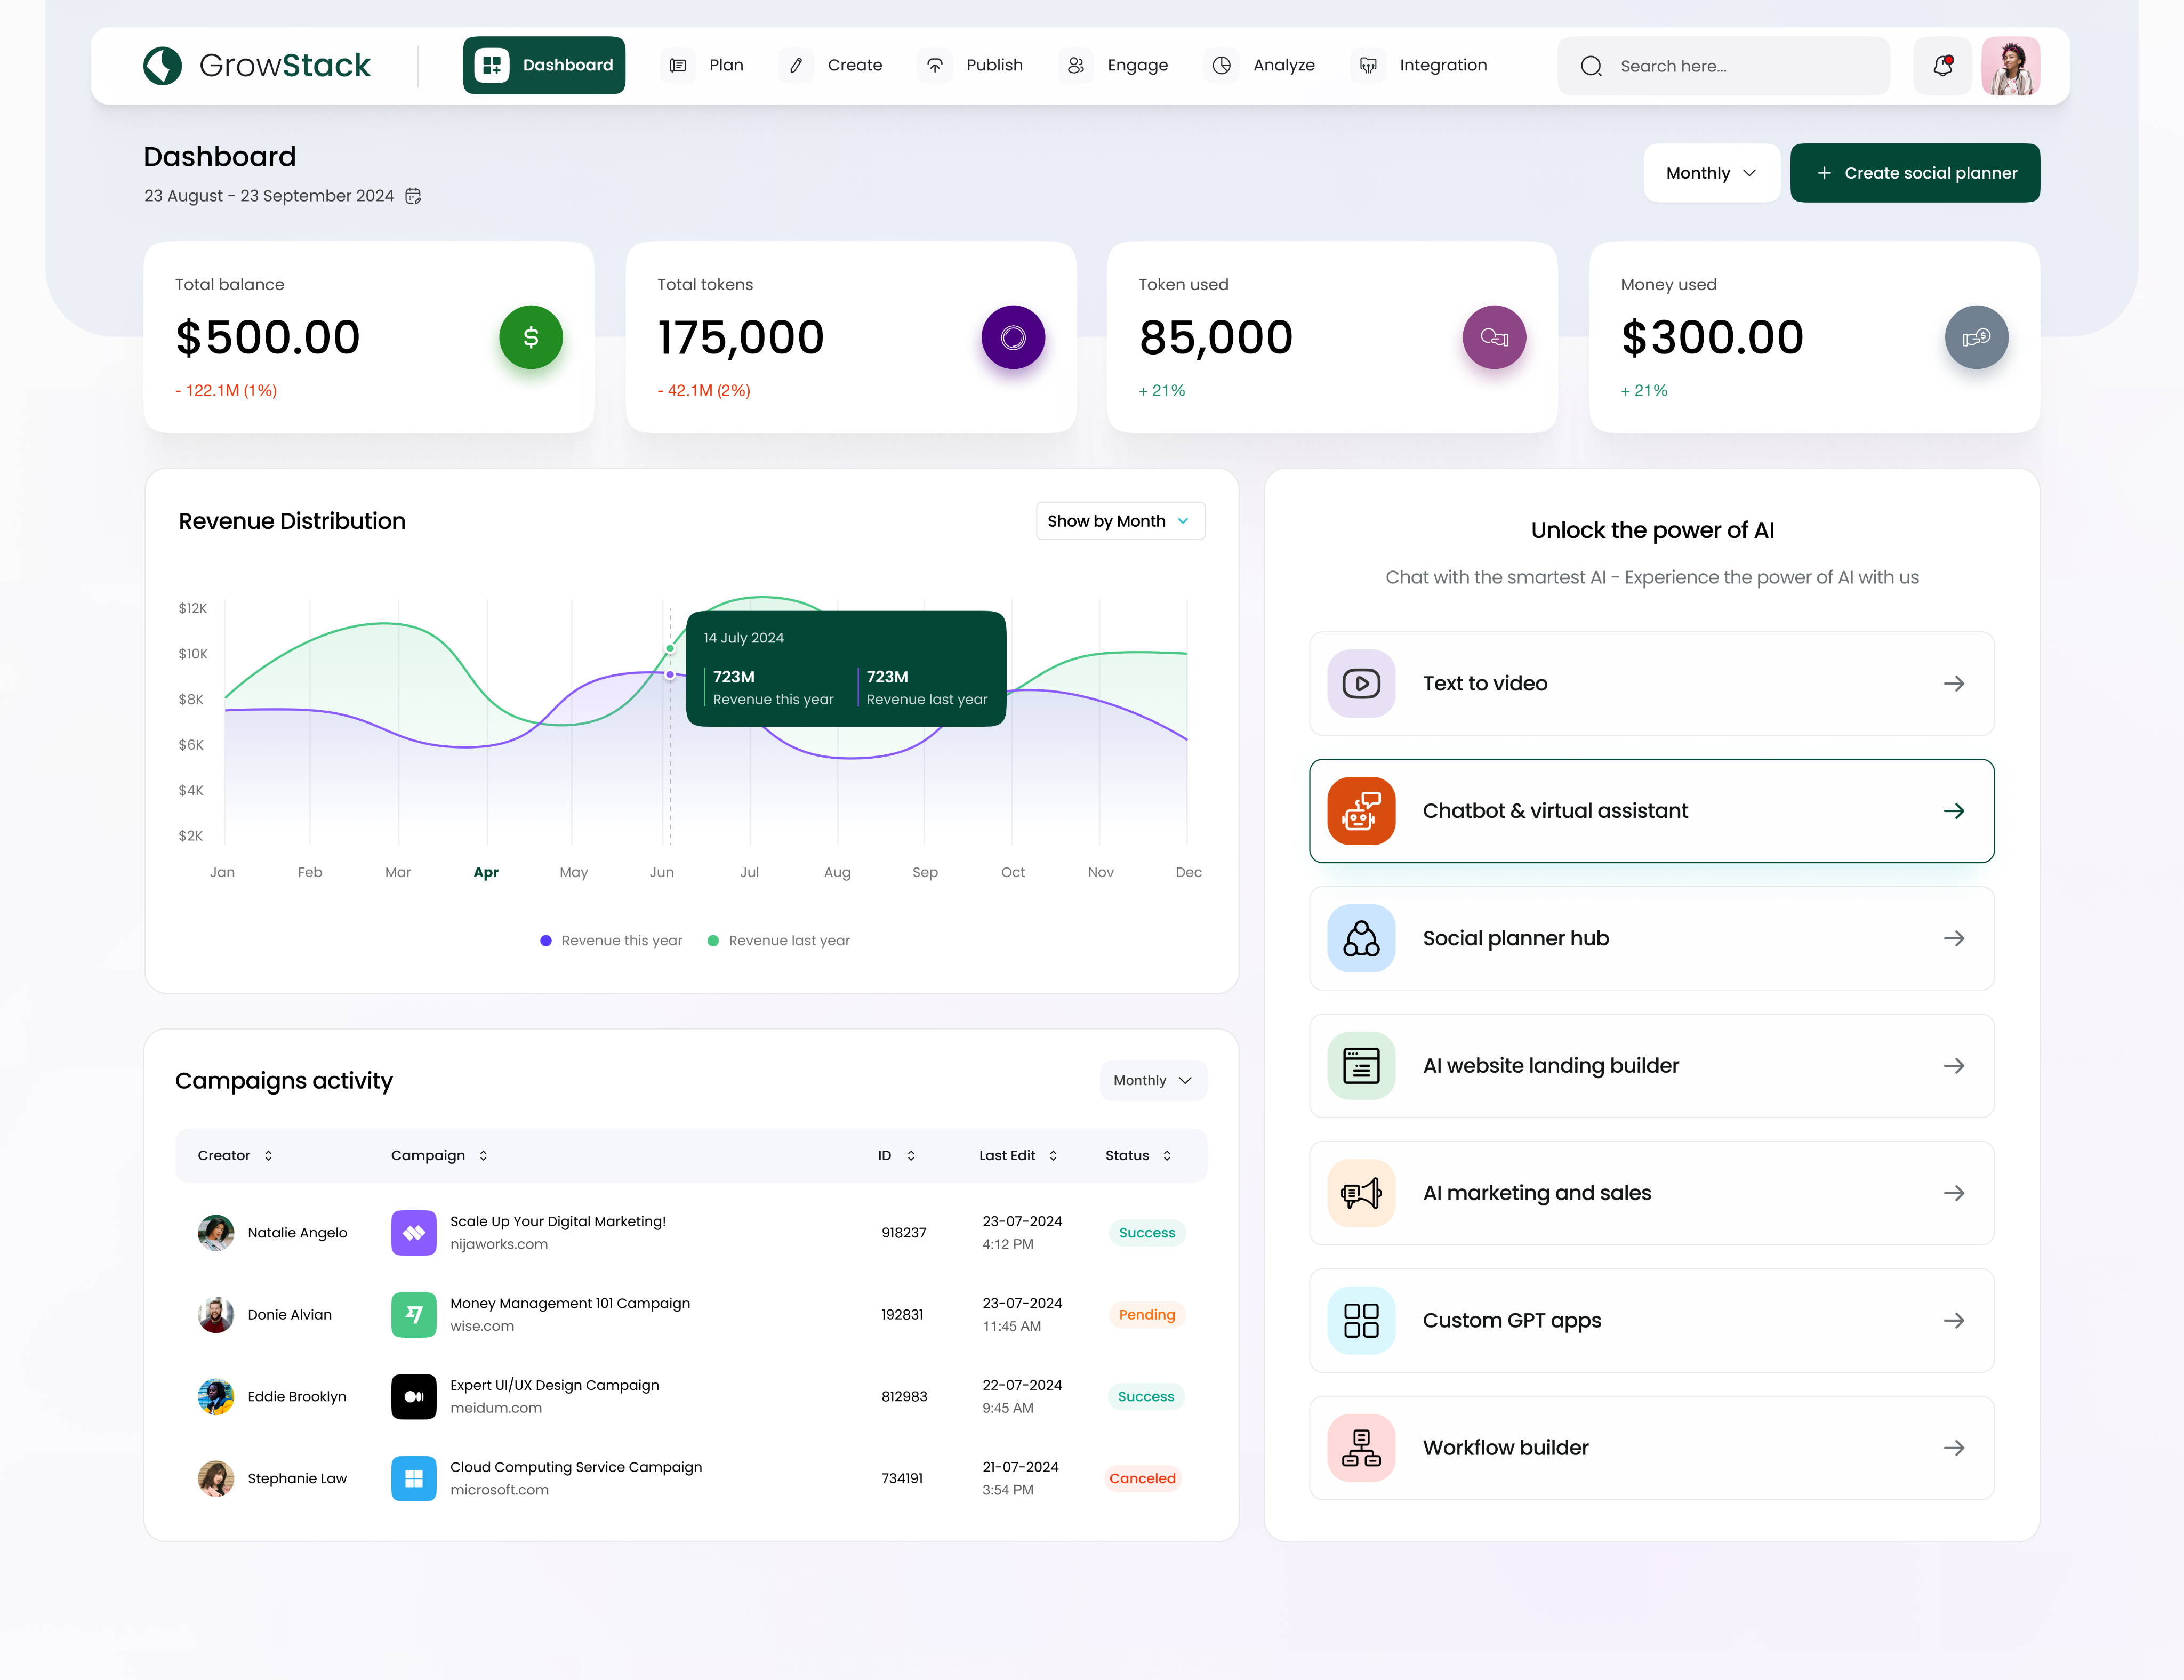 GrowStack
Dashboard
Plan
Create
Publish
Engage
Analyze
Integration
Search here...
Dashboard
23 August - 23 September 2024
Monthly
+ Create social planner
Total balance
$500.00
- 122.1M (1%)
Total tokens
175,000
- 42.1M (2%)
Token used
85,000
+ 21%
Money used
$300.00
+ 21%
Revenue Distribution
Show by Month
$12K
$10K
$8K
$6K
$4K
$2K
14 July 2024
723M
Revenue this year
723M
Revenue last year
Jan
Feb
Mar
Apr
May
Jun
Jul
Aug
Sep
Oct
Nov
Dec
Revenue this year
Revenue last year
Unlock the power of AI
Chat with the smartest AI - Experience the power of AI with us
Text to video
Chatbot & virtual assistant
Social planner hub
AI website landing builder
AI marketing and sales
Custom GPT apps
Workflow builder
Campaigns activity
Monthly
Creator
Campaign
ID
Last Edit
Status
Natalie Angelo
Scale Up Your Digital Marketing!
nijaworks.com
918237
23-07-2024
4:12 PM
Success
Donie Alvian
Money Management 101 Campaign
wise.com
192831
23-07-2024
11:45 AM
Pending
Eddie Brooklyn
Expert UI/UX Design Campaign
meidum.com
812983
22-07-2024
9:45 AM
Success
Stephanie Law
Cloud Computing Service Campaign
microsoft.com
734191
21-07-2024
3:54 PM
Canceled